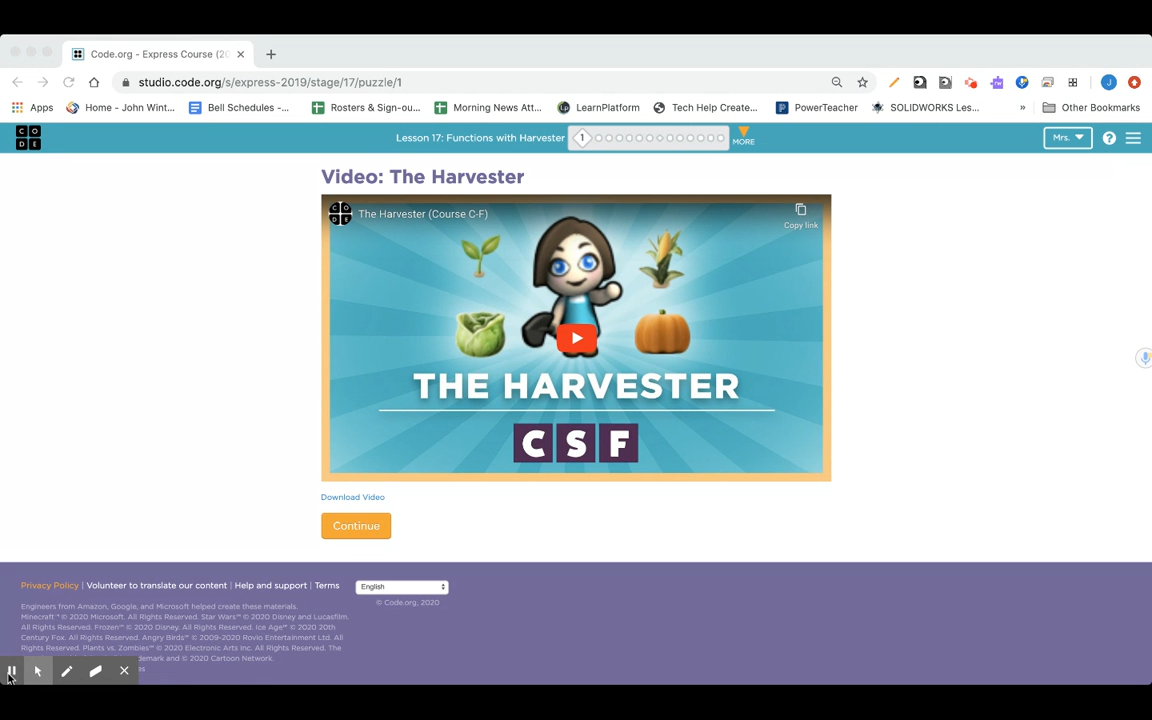 Code.org - Express Course (20
studio.code.org/s/express-2019/stage/17/puzzle/1
Apps
Home - John Wint...
Bell Schedules -...
Rosters & Sign-ou...
Morning News Att...
LearnPlatform
Tech Help Create...
PowerTeacher
SOLIDWORKS Les...
»
Other Bookmarks
C O
D E
Lesson 17: Functions with Harvester
1
MORE
Mrs.
Video: The Harvester
C O
D E
The Harvester (Course C-F)
Copy link
THE HARVESTER
C S F
Download Video
Continue
Privacy Policy | Volunteer to translate our content | Help and support | Terms
English
© Code.org, 2020
Engineers from Amazon, Google, and Microsoft helped create these materials.
Minecraft™ © 2020 Microsoft. All Rights Reserved. Star Wars™ © 2020 Disney and Lucasfilm.
All Rights Reserved. Frozen™ © 2020 Disney. All Rights Reserved. Ice Age™ © 2020 20th
Century Fox. All Rights Reserved. Angry Birds™ © 2009-2020 Rovio Entertainment Ltd. All
Rights Reserved. Plants vs. Zombies™ © 2020 Electronic Arts Inc. All Rights Reserved. The
demark and © 2020 Cartoon Network.